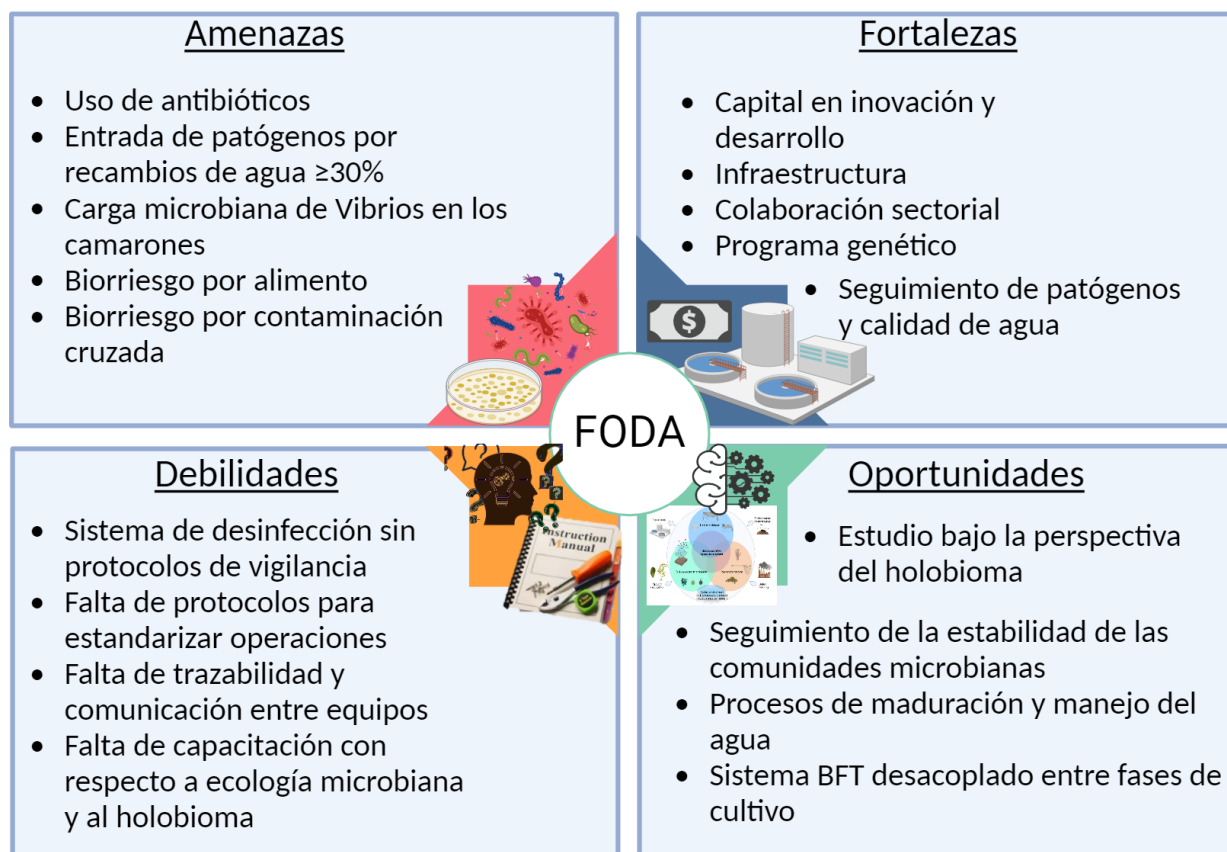 Amenazas
• Uso de antibióticos
• Entrada de patógenos por
recambios de agua ≥30%
• Carga microbiana de Vibrios en los
camarones
• Biorriesgo por alimento
• Biorriesgo por contaminación
cruzada
Fortalezas
• Capital en inovación y
desarrollo
• Infraestructura
• Colaboración sectorial
• Programa genético
• Seguimiento de patógenos
y calidad de agua
$
FODA
Debilidades
• Sistema de desinfección sin
protocolos de vigilancia
• Falta de protocolos para
estandarizar operaciones
• Falta de trazabilidad y
comunicación entre equipos
• Falta de capacitación con
respecto a ecología microbiana
y al holobioma
Instruction
Manual
Oportunidades
• Estudio bajo la perspectiva
del holobioma
• Seguimiento de la estabilidad de las
comunidades microbianas
• Procesos de maduración y manejo del
agua
• Sistema BFT desacoplado entre fases de
cultivo